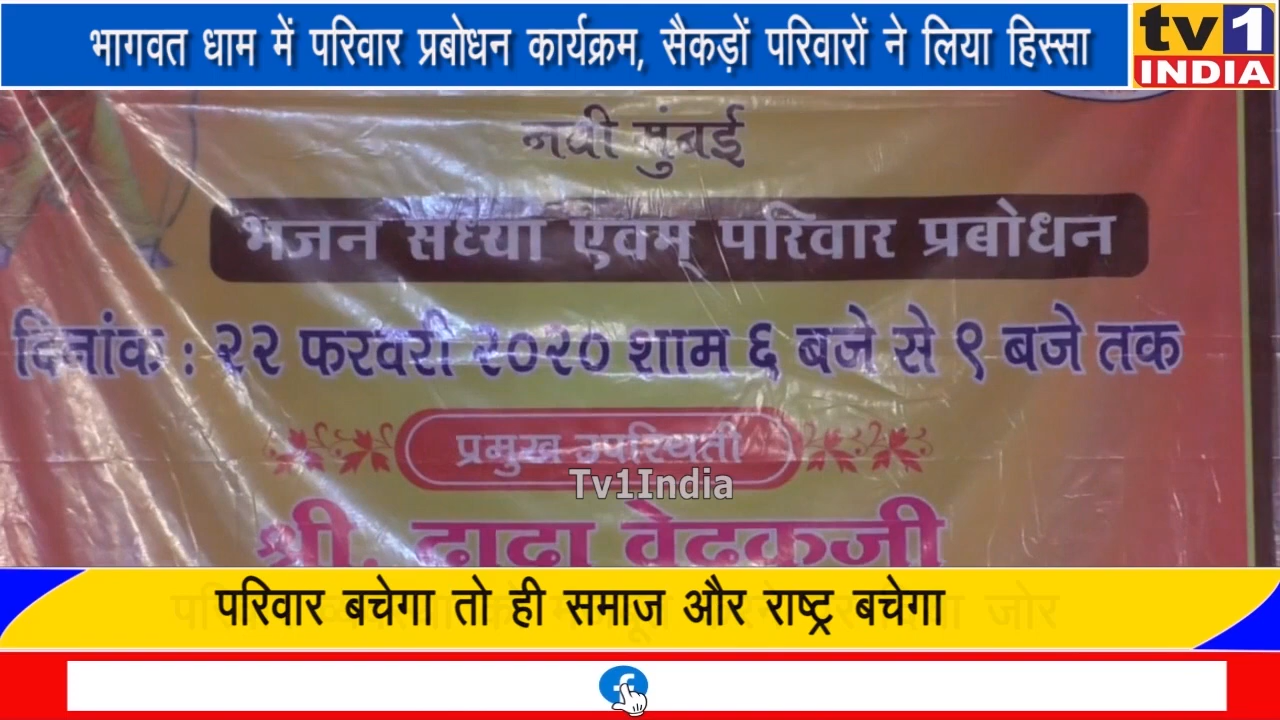 भागवत धाम में परिवार प्रबोधन कार्यक्रम, सैकड़ों परिवारों ने लिया हिस्सा
tv1
INDIA
नवी मुंबई
भजन संध्या एवम् परिवार प्रबोधन
दिनांक : २२ फरवरी २०२० शाम ६ बजे से ९ बजे तक
प्रमुख उपस्थिती
Tv1India
श्री. दादा वेदकजी
परिवार बचेगा तो ही समाज और राष्ट्र बचेगा
जोर